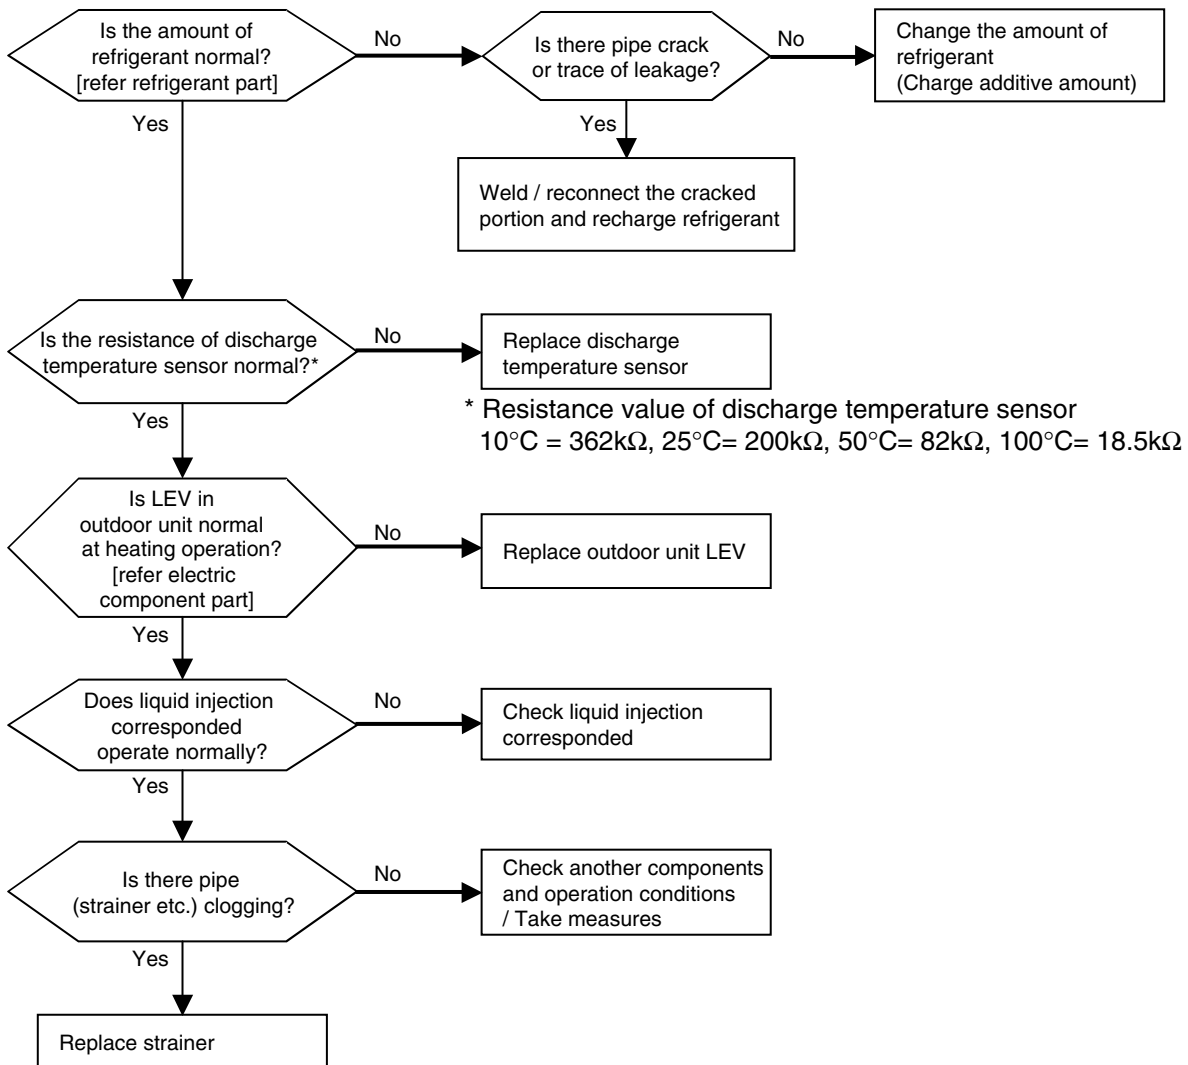 Is the amount of
refrigerant normal?
[refer refrigerant part]
No
Is there pipe crack
or trace of leakage?
No
Change the amount of
refrigerant
(Charge additive amount)
Yes
Yes
Weld / reconnect the cracked
portion and recharge refrigerant
Is the resistance of discharge
temperature sensor normal?*
No
Replace discharge
temperature sensor
* Resistance value of discharge temperature sensor
10°C = 362kΩ, 25°C= 200kΩ, 50°C= 82kΩ, 100°C= 18.5kΩ
Yes
Is LEV in
outdoor unit normal
at heating operation?
[refer electric
component part]
No
Replace outdoor unit LEV
Yes
Does liquid injection
corresponded
operate normally?
No
Check liquid injection
corresponded
Yes
Is there pipe
(strainer etc.) clogging?
No
Check another components
and operation conditions
/ Take measures
Yes
Replace strainer